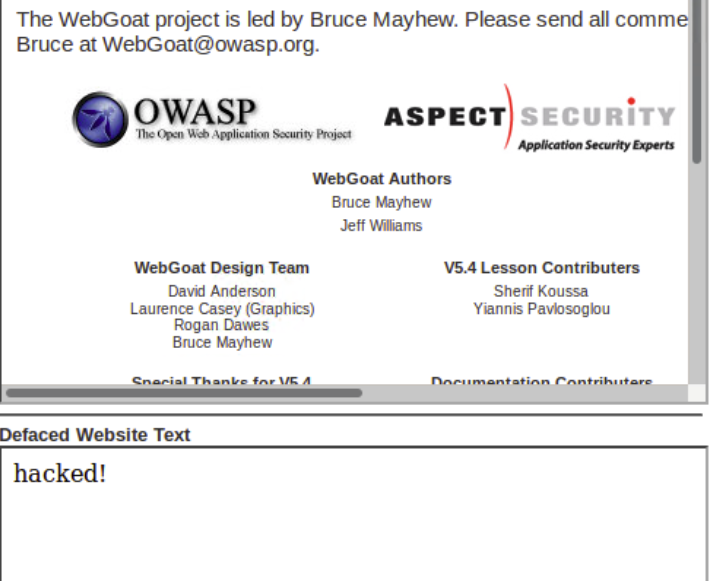 The WebGoat project is led by Bruce Mayhew. Please send all comme
Bruce at WebGoat@owasp.org.
OWASP
The Open Web Application Security Project
ASPECT SECURITY
Application Security Experts
WebGoat Authors
Bruce Mayhew
Jeff Williams
WebGoat Design Team
David Anderson
Laurence Casey (Graphics)
Rogan Dawes
Bruce Mayhew
V5.4 Lesson Contributers
Sherif Koussa
Yiannis Pavlosoglou
Special Thanks for V5.4
Documentation Contributers
Defaced Website Text
hacked!